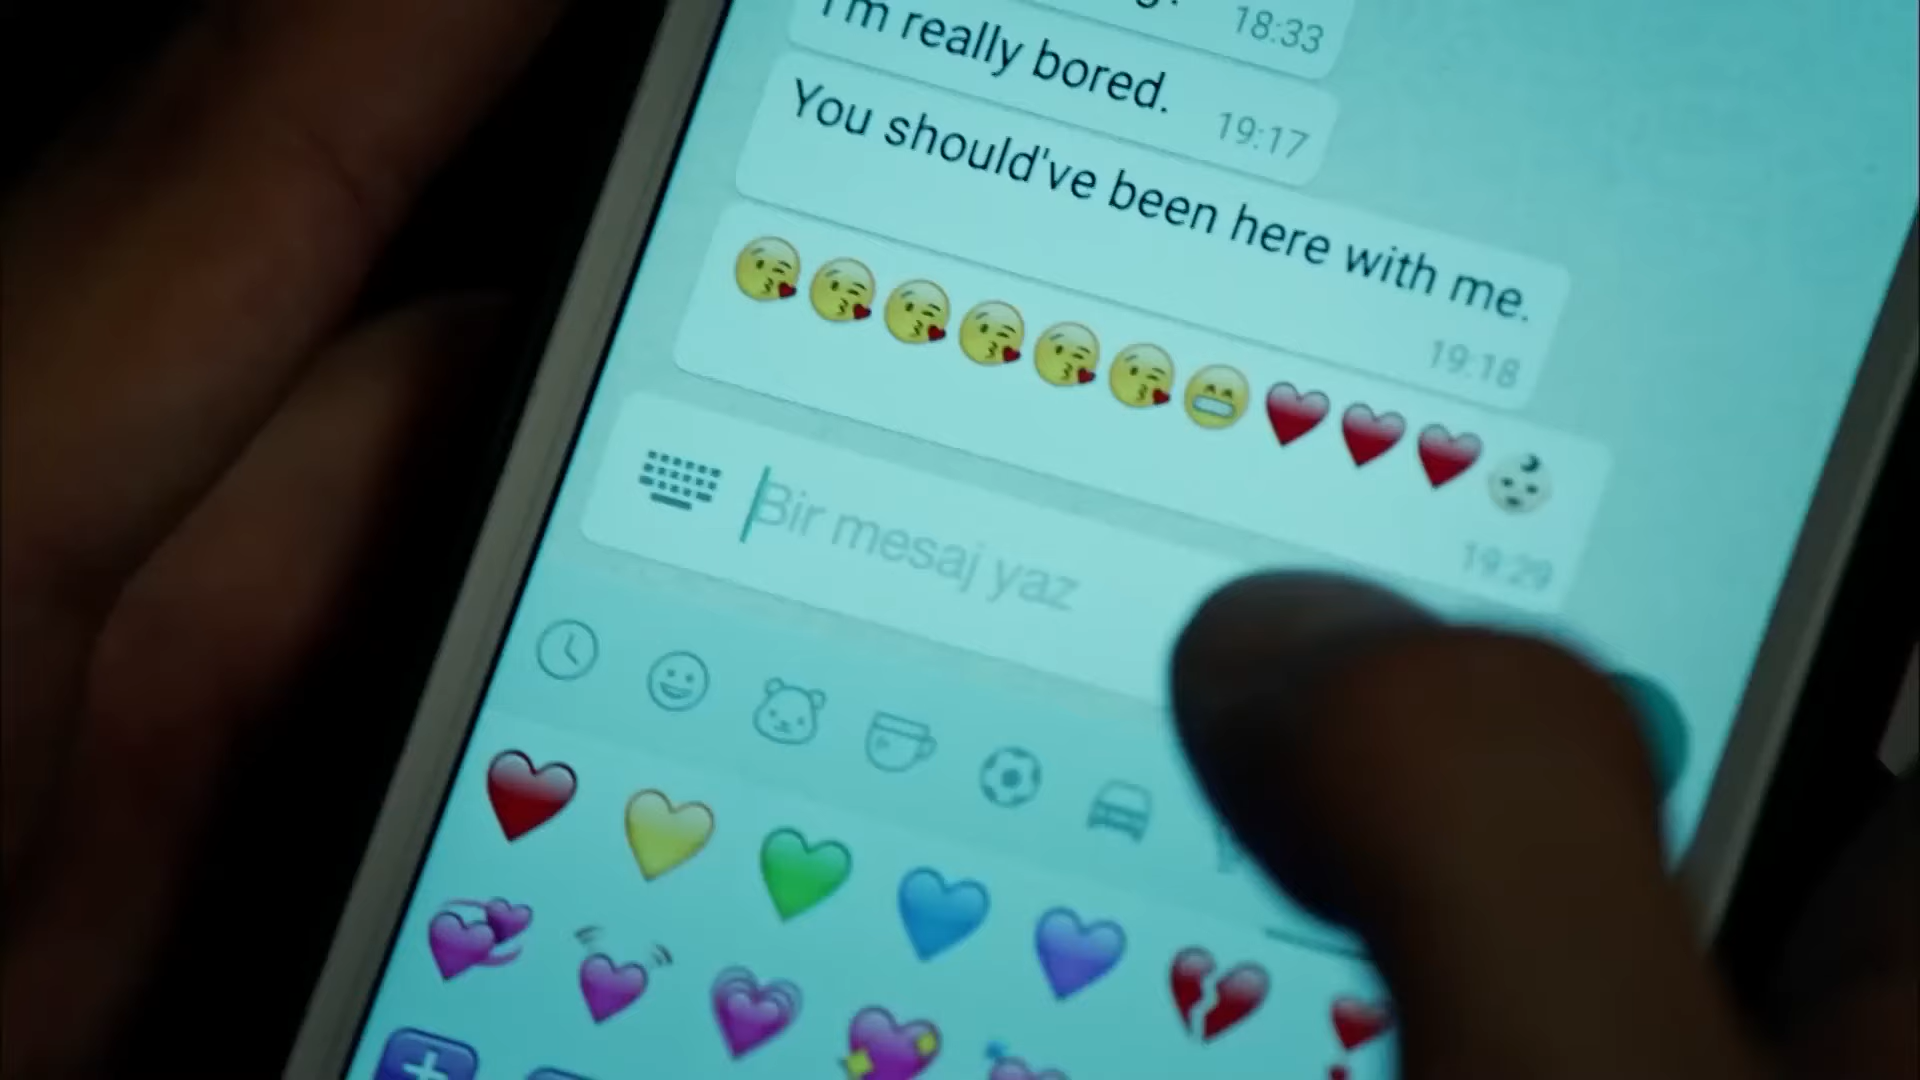 18:33
I'm really bored.
19:17
You should've been here with me.
19:18
😘😘😘😘😘😘😁❤❤❤🌚
19:29
Bir mesaj yaz